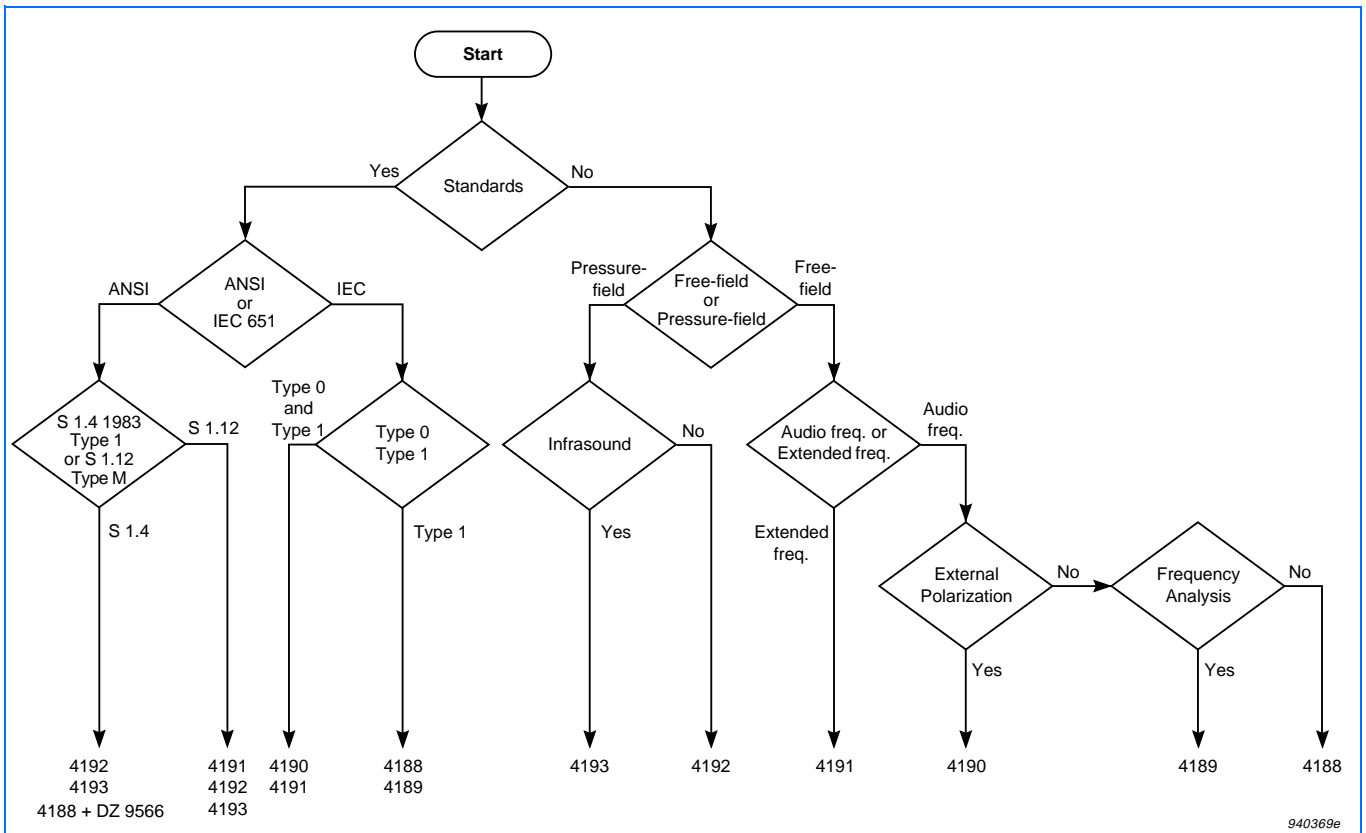 Start
Standards
Yes
No
ANSI
or
IEC 651
ANSI
IEC
Free-field
or
Pressure-field
Pressure-
field
Free-
field
S 1.4 1983
Type 1
or S 1.12
Type M
S 1.12
S 1.4
Type 0
and
Type 1
Type 0
Type 1
Type 1
Infrasound
No
Yes
Audio freq. or
Extended freq.
Audio
freq.
Extended
freq.
External
Polarization
No
Yes
Frequency
Analysis
No
Yes
4192
4193
4188 + DZ 9566
4191
4192
4193
4190
4191
4188
4189
4193
4192
4191
4190
4189
4188
940369e